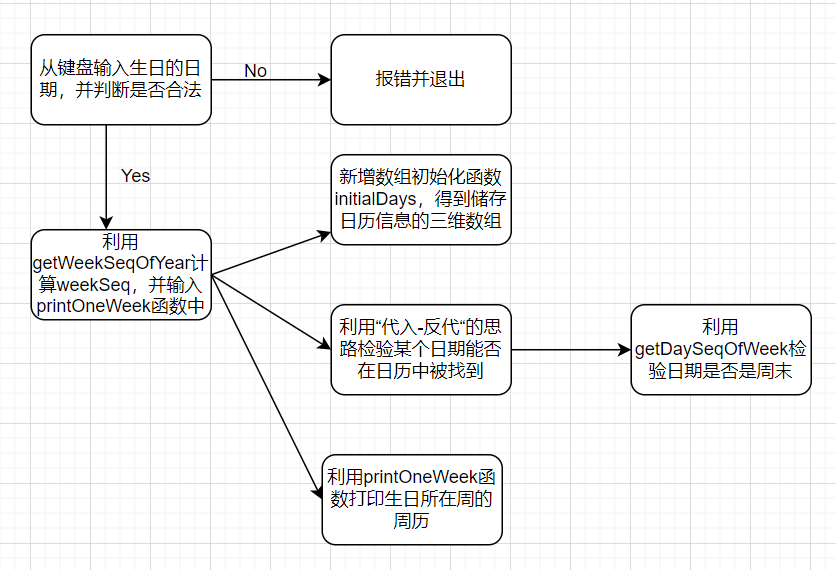 从键盘输入生日的日
期，并判断是否合法
No
报错并退出
Yes
新增数组初始化函数
initialDays，得到储存
日历信息的三维数组
利用
getWeekSeqOfYear计
算weekSeq，并输入
printOneWeek函数中
利用“代入-反代“的思
路检验某个日期能否
在日历中被找到
利用
getDaySeqOfWeek检
验日期是否是周末
利用printOneWeek函
数打印生日所在周的
周历